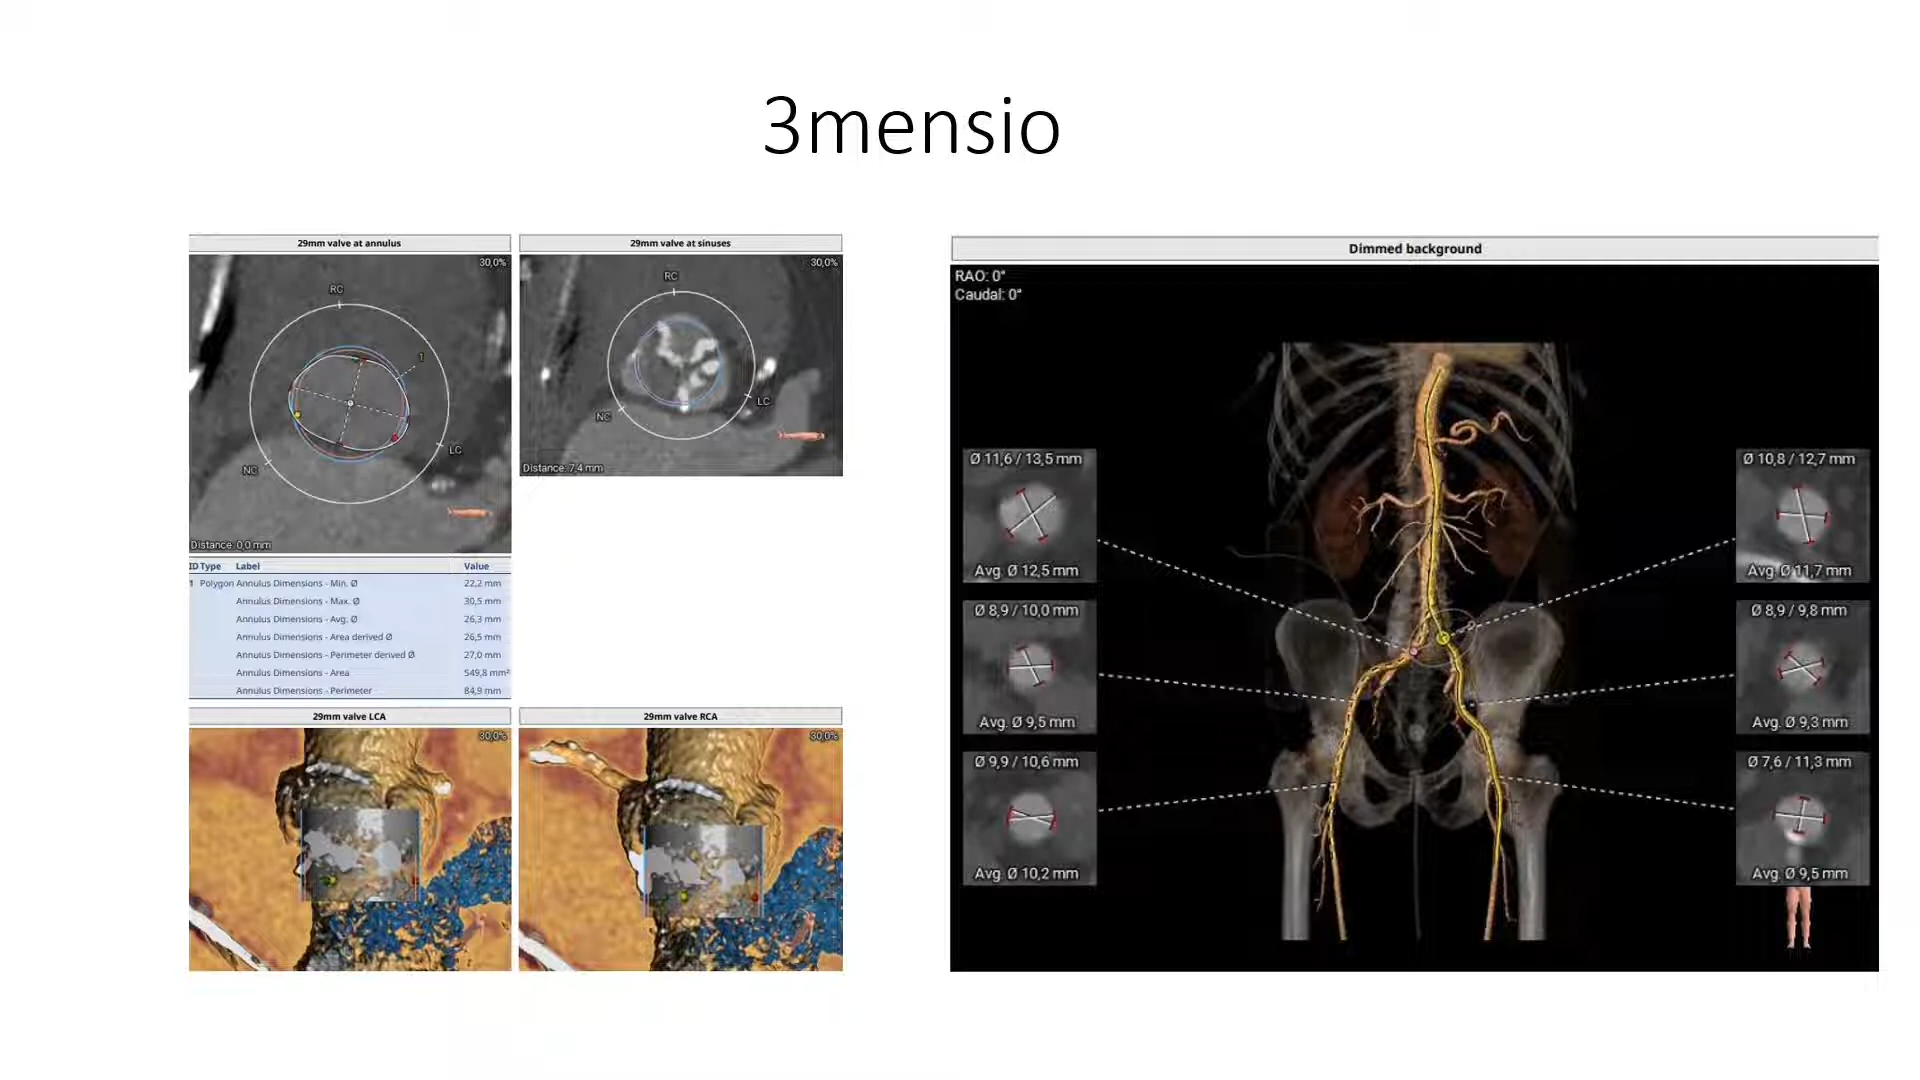 3mensio
29mm valve at annulus
30,0%
RC
1
LC
NC
Distance: 0,0 mm
29mm valve at sinuses
30,0%
RC
LC
NC
Distance: 7,4 mm
ID Type Label Value
1 Polygon Annulus Dimensions - Min. Ø 22,2 mm
Annulus Dimensions - Max. Ø 30,5 mm
Annulus Dimensions - Avg. Ø 26,3 mm
Annulus Dimensions - Area derived Ø 26,5 mm
Annulus Dimensions - Perimeter derived Ø 27,0 mm
Annulus Dimensions - Area 549,8 mm²
Annulus Dimensions - Perimeter 84,9 mm
29mm valve LCA
30,0%
29mm valve RCA
30,0%
Dimmed background
RAO: 0°
Caudal: 0°
Ø 11,6 / 13,5 mm
Avg. Ø 12,5 mm
Ø 8,9 / 10,0 mm
Avg. Ø 9,5 mm
Ø 9,9 / 10,6 mm
Avg. Ø 10,2 mm
Ø 10,8 / 12,7 mm
Avg. Ø 11,7 mm
Ø 8,9 / 9,8 mm
Avg. Ø 9,3 mm
Ø 7,6 / 11,3 mm
Avg. Ø 9,5 mm